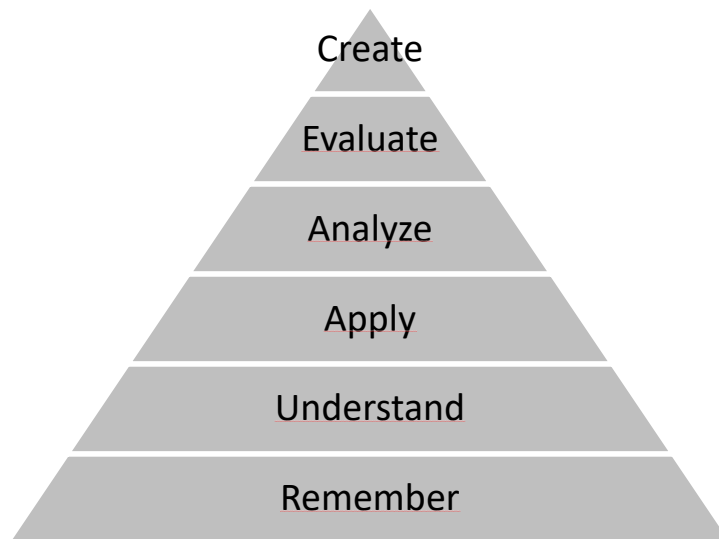 Create
Evaluate
Analyze
Apply
Understand
Remember